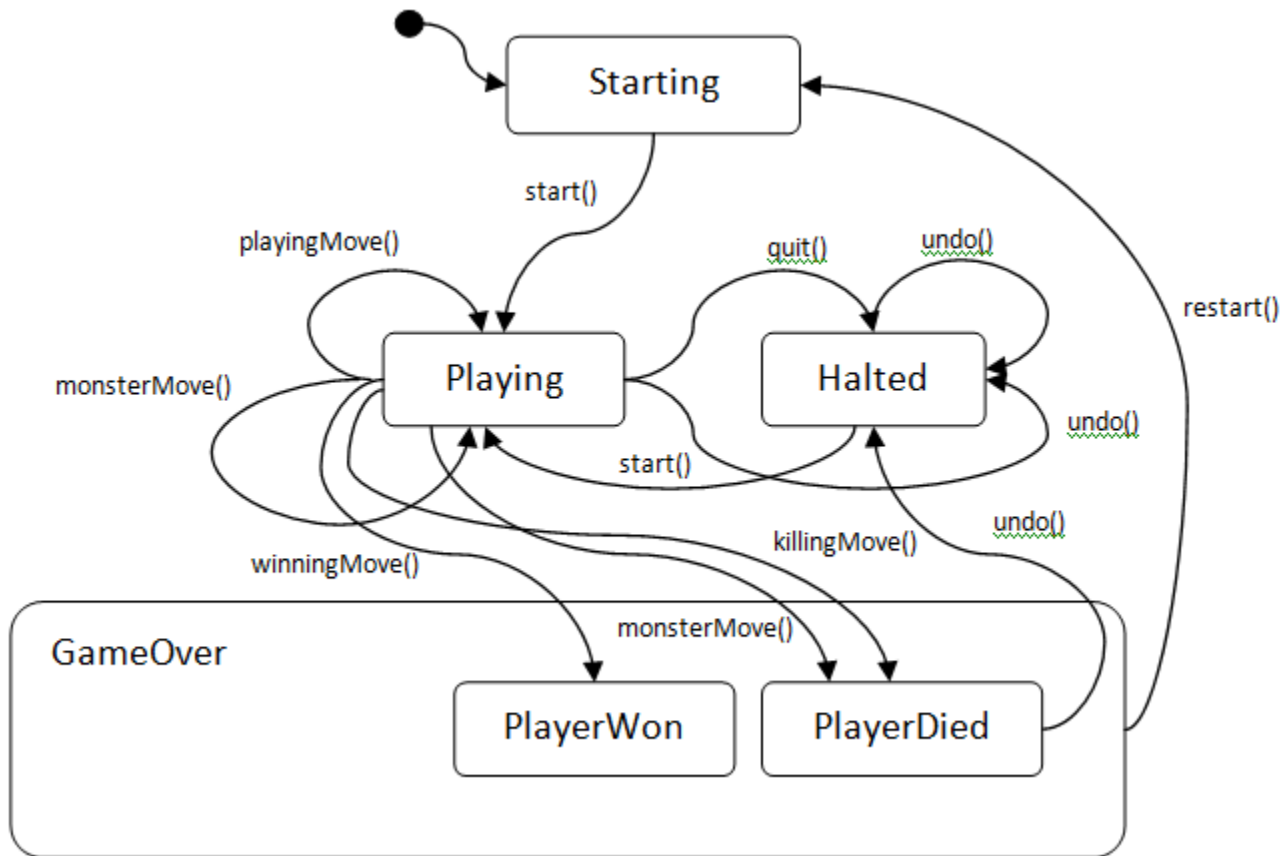 Starting
start()
playingMove()
quit()
undo()
restart()
Playing
Halted
monsterMove()
undo()
start()
undo()
killingMove()
winningMove()
monsterMove()
GameOver
PlayerWon
PlayerDied